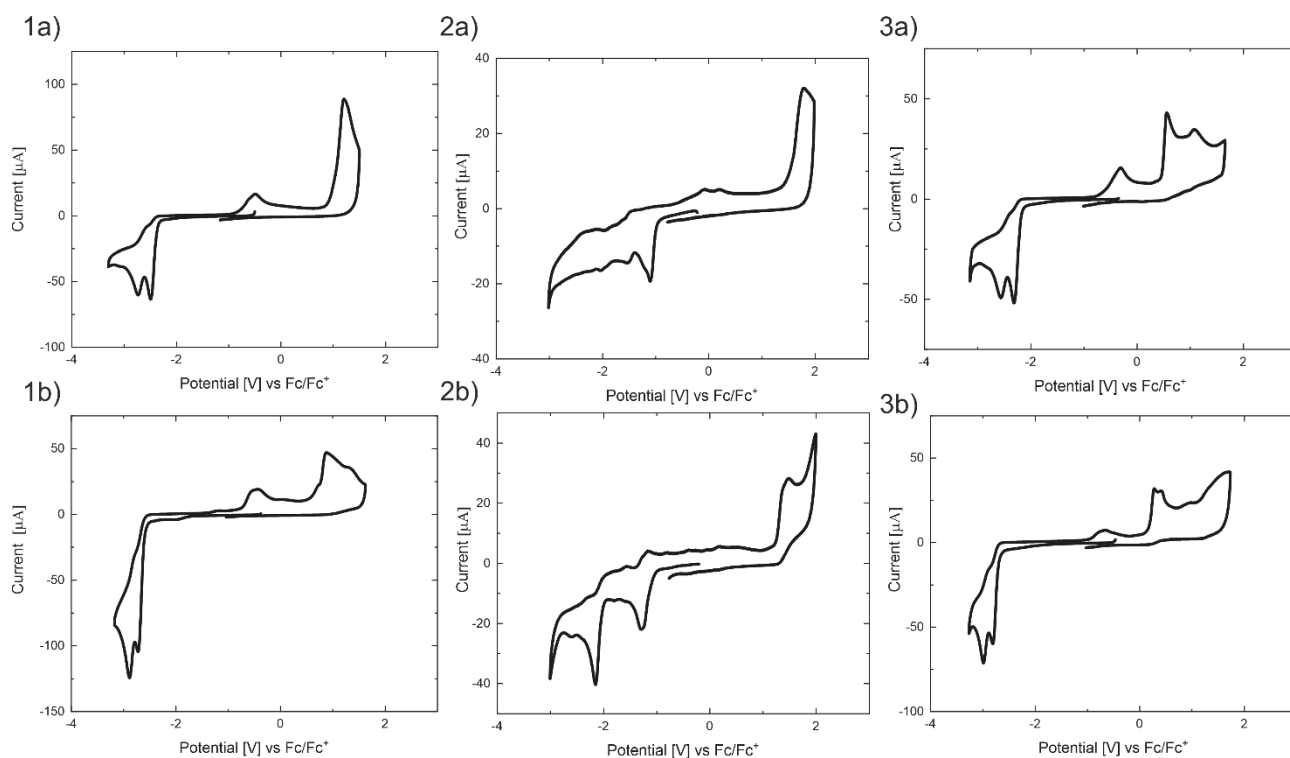 1a)
100
50
0
-50
-100
Current [µA]
-4
-2
0
2
Potential [V] vs Fc/Fc⁺
2a)
40
20
0
-20
-40
Current [µA]
-2
0
2
Potential [V] vs Fc/Fc⁺
3a)
50
0
-50
Current [µA]
-4
-2
0
2
Potential [V] vs Fc/Fc⁺
1b)
50
0
-50
-100
-150
Current [µA]
-4
-2
0
2
Potential [V] vs Fc/Fc⁺
2b)
40
20
0
-20
-40
Current [µA]
-4
-2
0
2
Potential [V] vs Fc/Fc⁺
3b)
50
0
-50
-100
Current [µA]
-4
-2
0
2
Potential [V] vs Fc/Fc⁺